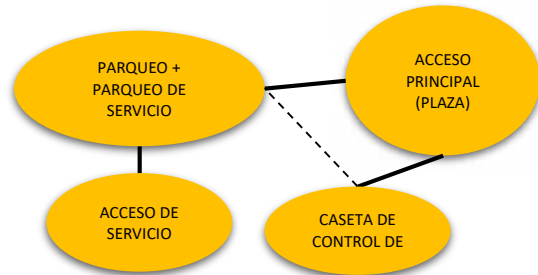 PARQUEO +
PARQUEO DE
SERVICIO
ACCESO
PRINCIPAL
(PLAZA)
ACCESO DE
SERVICIO
CASETA DE
CONTROL DE